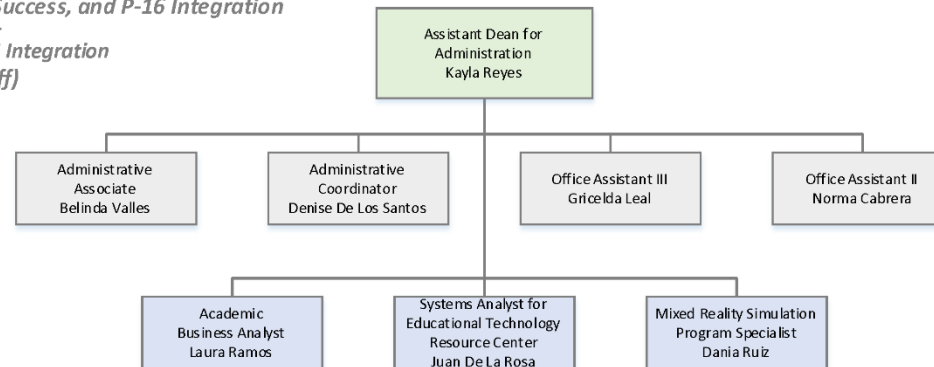 Success, and P-16 Integration
Integration
Assistant Dean for
Administration
Kayla Reyes
Administrative
Associate
Belinda Valles
Administrative
Coordinator
Denise De Los Santos
Office Assistant III
Gricelda Leal
Office Assistant II
Norma Cabrera
Academic
Business Analyst
Laura Ramos
Systems Analyst for
Educational Technology
Resource Center
Juan De La Rosa
Mixed Reality Simulation
Program Specialist
Dania Ruiz